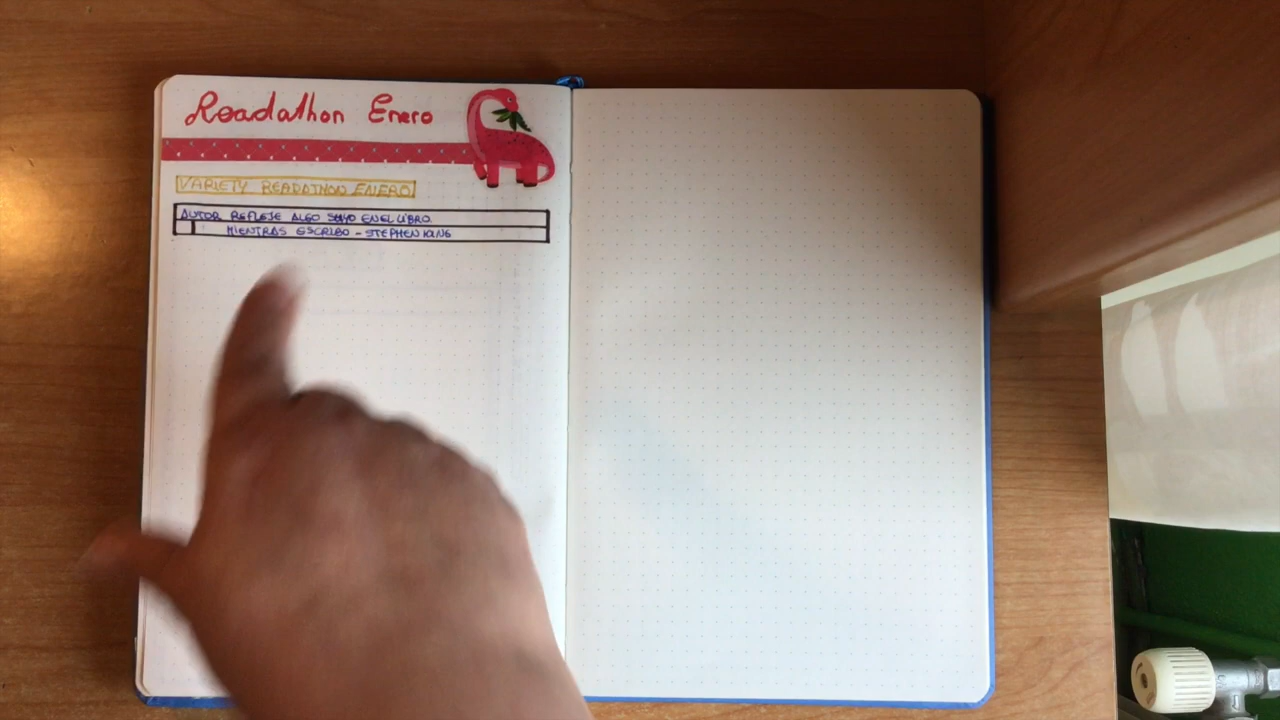 Readathon Enero
VARIETY READATHON ENERO
AUTOR REFLEJE ALGO SUYO EN EL LIBRO.
MIENTRAS ESCRIBO - STEPHEN KING